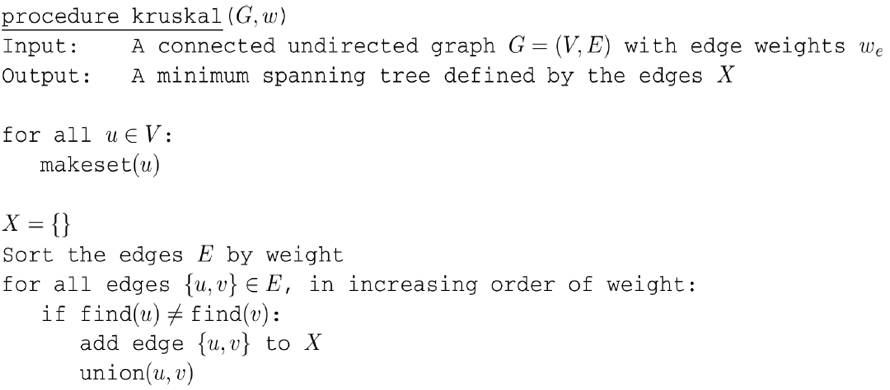 procedure kruskal(G, w)
Input: A connected undirected graph G = (V, E) with edge weights wₑ
Output: A minimum spanning tree defined by the edges X
for all u ∈ V:
makeset(u)
X = {}
Sort the edges E by weight
for all edges {u, v} ∈ E, in increasing order of weight:
if find(u) ≠ find(v):
add edge {u, v} to X
union(u, v)